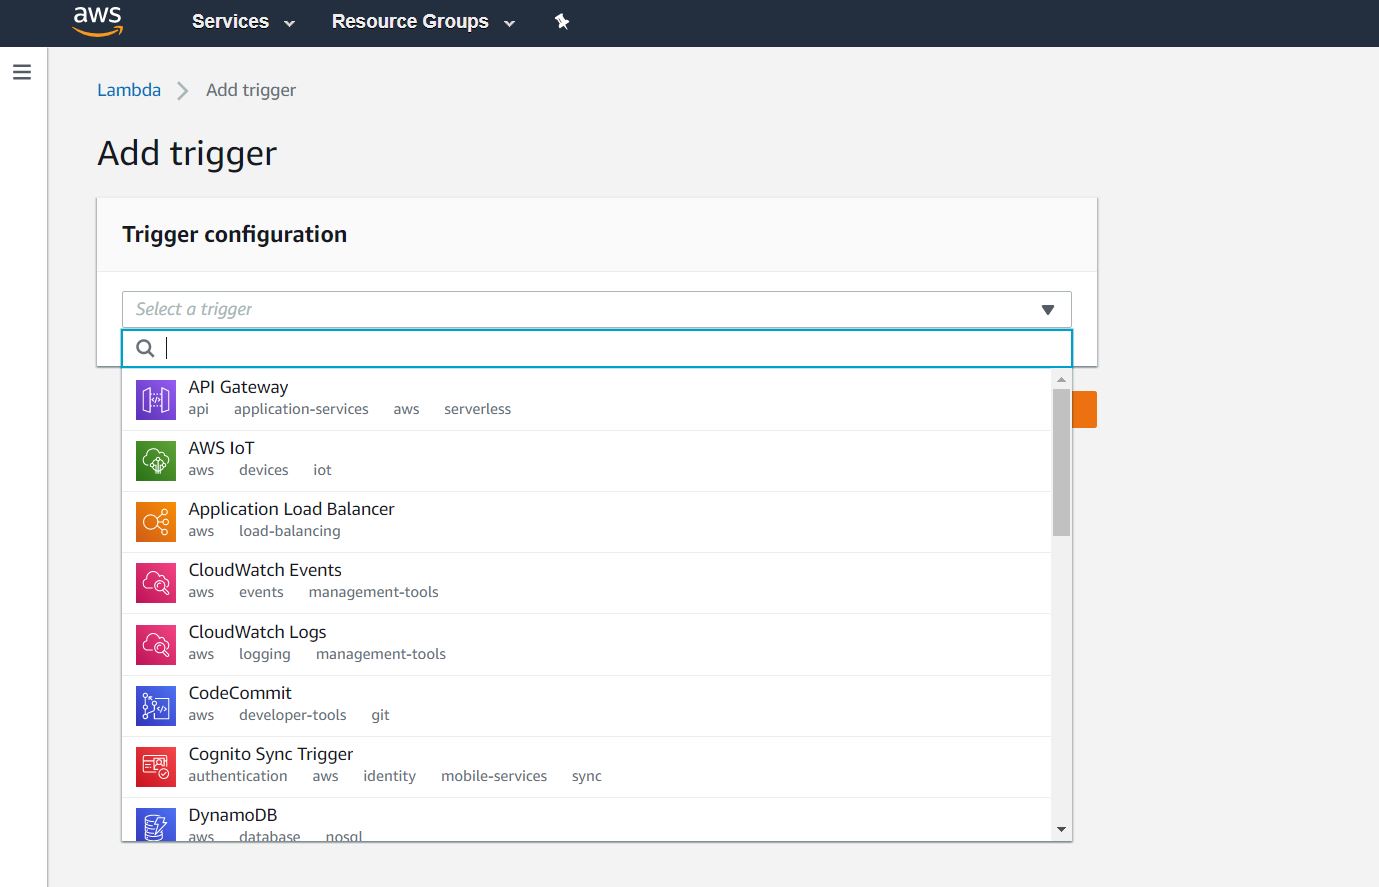 aws Services Resource Groups
Lambda Add trigger
Add trigger
Trigger configuration
Select a trigger
API Gateway
api application-services aws serverless
AWS IoT
aws devices iot
Application Load Balancer
aws load-balancing
CloudWatch Events
aws events management-tools
CloudWatch Logs
aws logging management-tools
CodeCommit
aws developer-tools git
Cognito Sync Trigger
authentication aws identity mobile-services sync
DynamoDB
aws database nosql